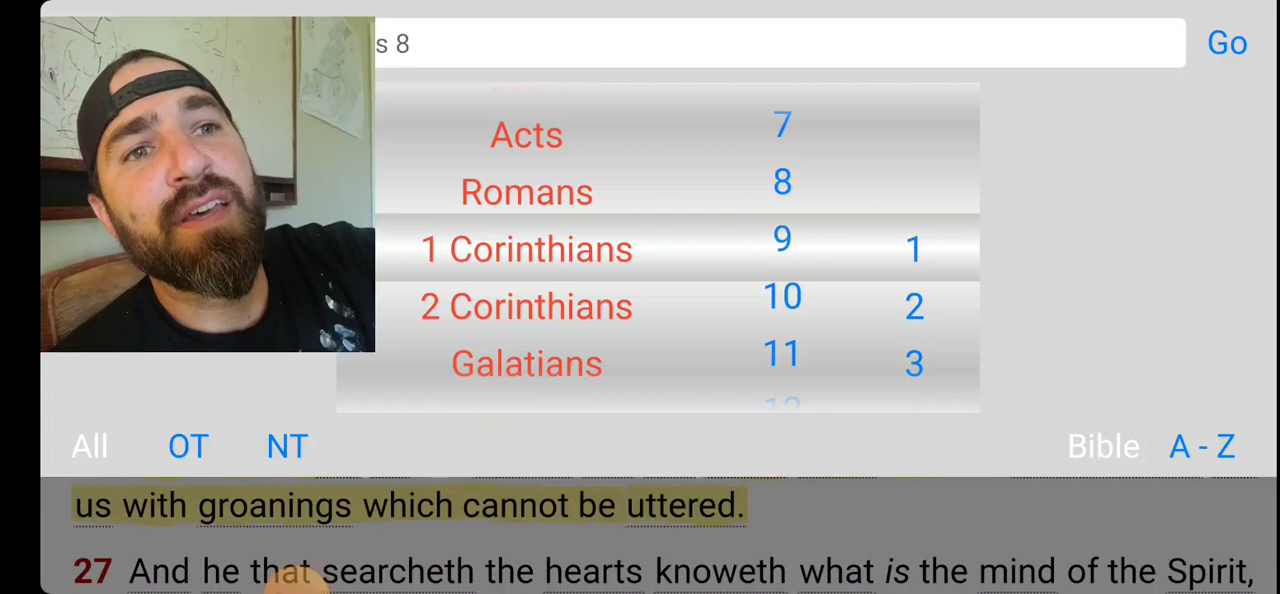 s 8
Go
Acts 7
Romans 8
1 Corinthians 9 1
2 Corinthians 10 2
Galatians 11 3
All OT NT Bible A - Z
us with groanings which cannot be uttered.
27 And he that searcheth the hearts knoweth what is the mind of the Spirit,